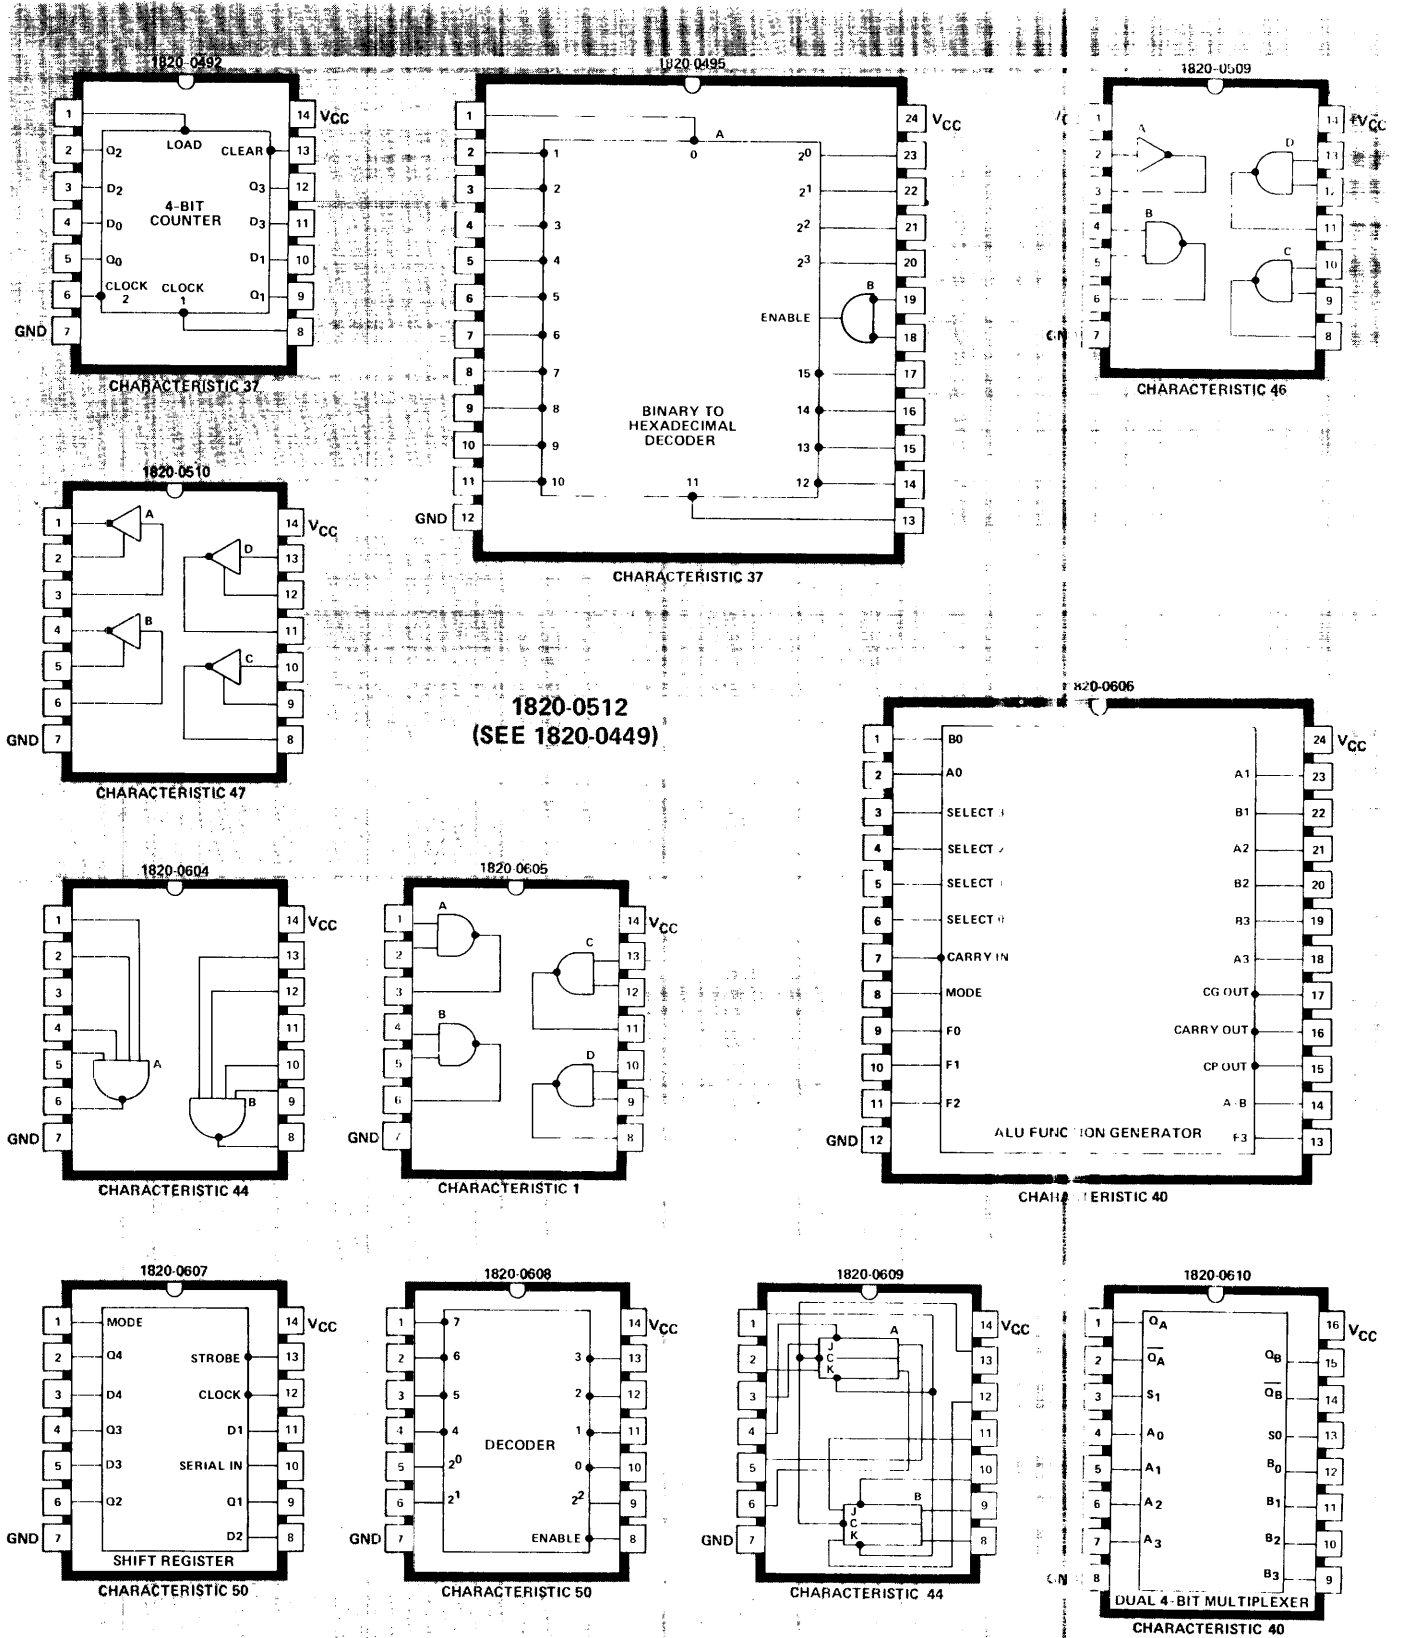 1820-0492
1 14 VCC
LOAD
2 Q2 CLEAR 13
3 D2 Q3 12
4-BIT
COUNTER
4 D0 D3 11
5 Q0 D1 10
6 CLOCK 2 CLOCK 1 Q1 9
GND 7 8
CHARACTERISTIC 37
1820-0495
1 A 0 24 VCC
2 1 2^0 23
3 2 2^1 22
4 3 2^2 21
5 4 2^3 20
6 5 B 19
ENABLE
7 6 18
8 7 15 17
9 8 14 16
BINARY TO
HEXADECIMAL
DECODER
10 9 13 15
11 10 11 12 14
GND 12 13
CHARACTERISTIC 37
1820-0509
1 14 VCC
2 A D 13
3 12
4 B 11
5 C 10
6 9
7 8
CHARACTERISTIC 46
1820-0510
1 A 14 VCC
2 D 13
3 12
4 B 11
5 C 10
6 9
GND 7 8
CHARACTERISTIC 47
1820-0512
(SEE 1820-0449)
820-0606
1 B0 24 VCC
2 A0 A1 23
3 SELECT B1 22
4 SELECT A2 21
5 SELECT B2 20
6 SELECT B3 19
7 CARRY IN A3 18
8 MODE CG OUT 17
9 F0 CARRY OUT 16
10 F1 CP OUT 15
11 F2 A B 14
GND 12 F3 13
ALU FUNCTION GENERATOR
CHARACTERISTIC 40
1820-0604
1 14 VCC
2 13
3 12
4 11
5 A 10
6 B 9
GND 7 8
CHARACTERISTIC 44
1820-0605
1 A 14 VCC
2 C 13
3 12
4 B 11
5 D 10
6 9
GND 7 8
CHARACTERISTIC 1
1820-0607
1 MODE 14 VCC
2 Q4 STROBE 13
3 D4 CLOCK 12
4 Q3 D1 11
5 D3 SERIAL IN 10
6 Q2 Q1 9
GND 7 D2 8
SHIFT REGISTER
CHARACTERISTIC 50
1820-0608
1 7 14 VCC
2 6 3 13
3 5 2 12
4 4 1 11
DECODER
5 2^0 0 10
6 2^1 2^2 9
GND 7 ENABLE 8
CHARACTERISTIC 50
1820-0609
1 A 14 VCC
2 J C K 13
3 12
4 11
5 10
6 B 9
GND 7 J C K 8
CHARACTERISTIC 44
1820-0610
1 QA 16 VCC
2 Q̅A̅ QB 15
3 S1 Q̅B̅ 14
4 A0 S0 13
5 A1 B0 12
6 A2 B1 11
7 A3 B2 10
8 B3 9
DUAL 4-BIT MULTIPLEXER
CHARACTERISTIC 40